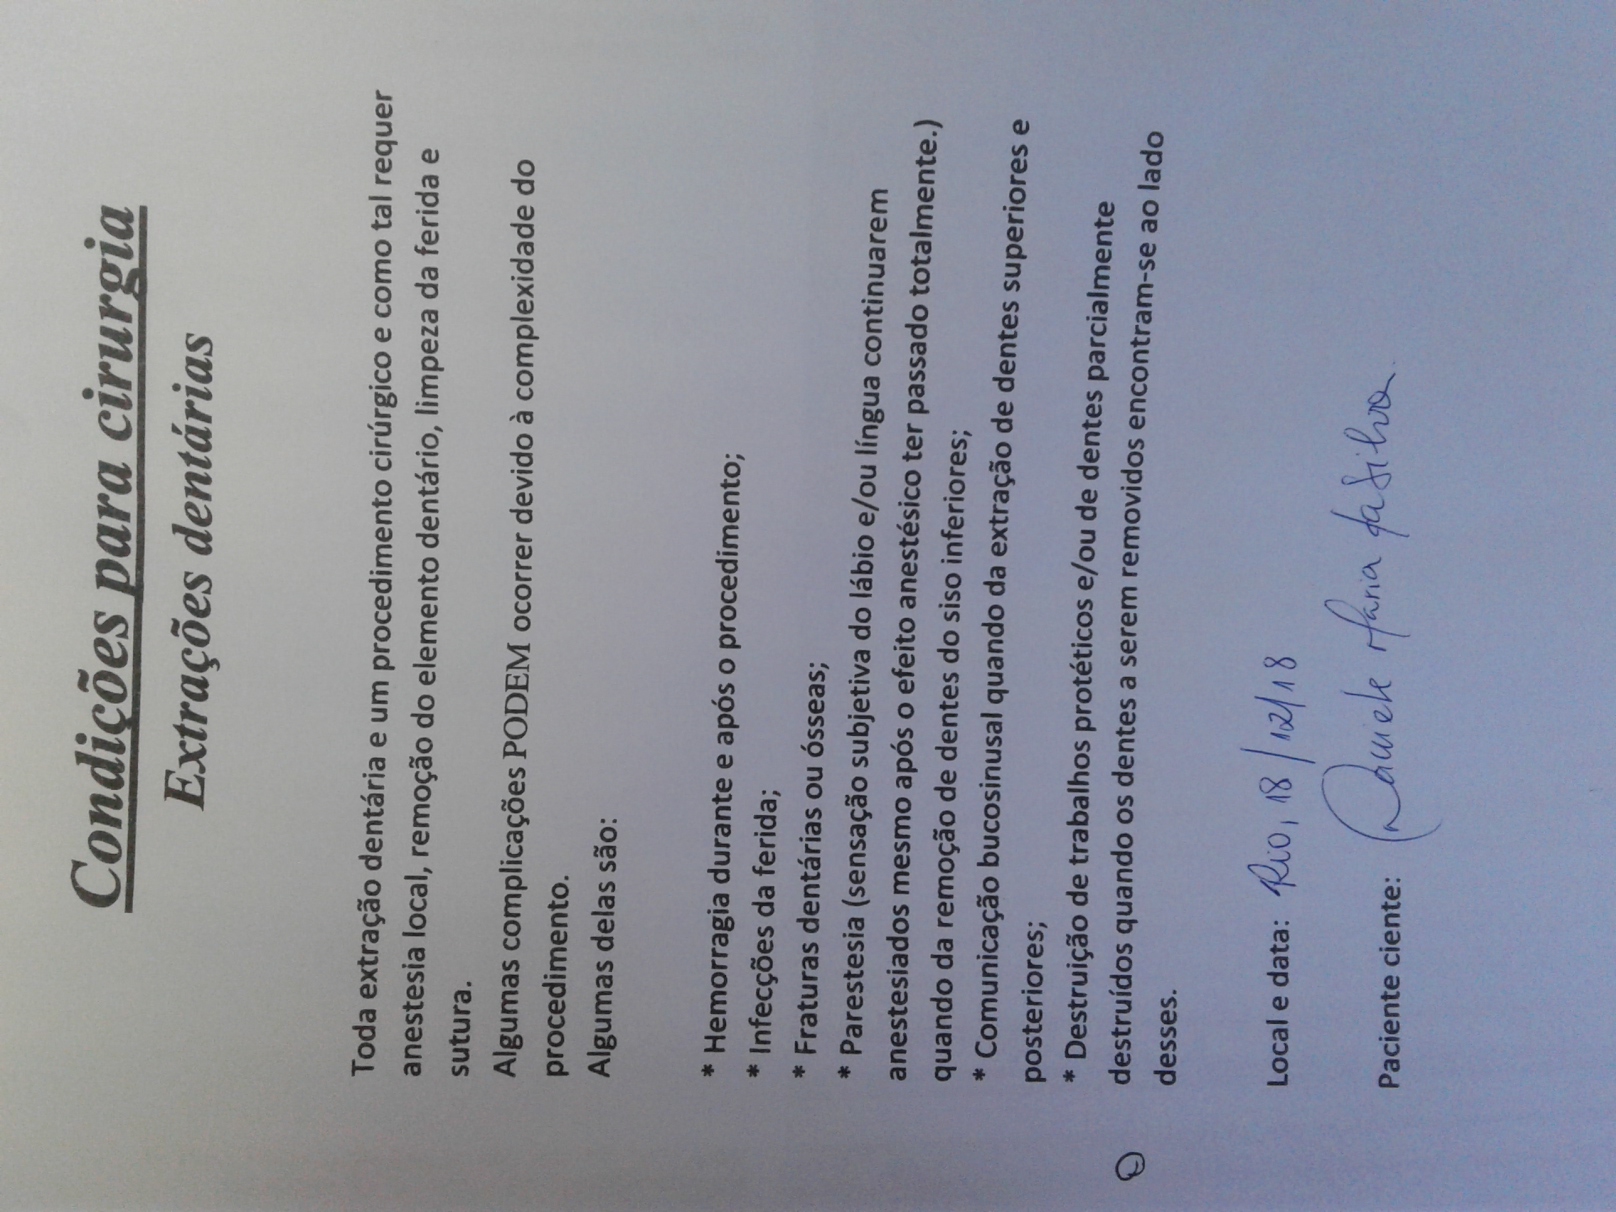 Condições para cirurgia
Extrações dentárias
Toda extração dentária e um procedimento cirúrgico e como tal requer
anestesia local, remoção do elemento dentário, limpeza da ferida e
sutura.
Algumas complicações PODEM ocorrer devido à complexidade do
procedimento.
Algumas delas são:
* Hemorragia durante e após o procedimento;
* Infecções da ferida;
* Fraturas dentárias ou ósseas;
* Parestesia (sensação subjetiva do lábio e/ou língua continuarem
anestesiados mesmo após o efeito anestésico ter passado totalmente.)
quando da remoção de dentes do siso inferiores;
* Comunicação bucosinusal quando da extração de dentes superiores e
posteriores;
* Destruição de trabalhos protéticos e/ou de dentes parcialmente
destruídos quando os dentes a serem removidos encontram-se ao lado
desses.
Local e data: Rio, 18/12/18
Paciente ciente: Daniele Maria da Silva